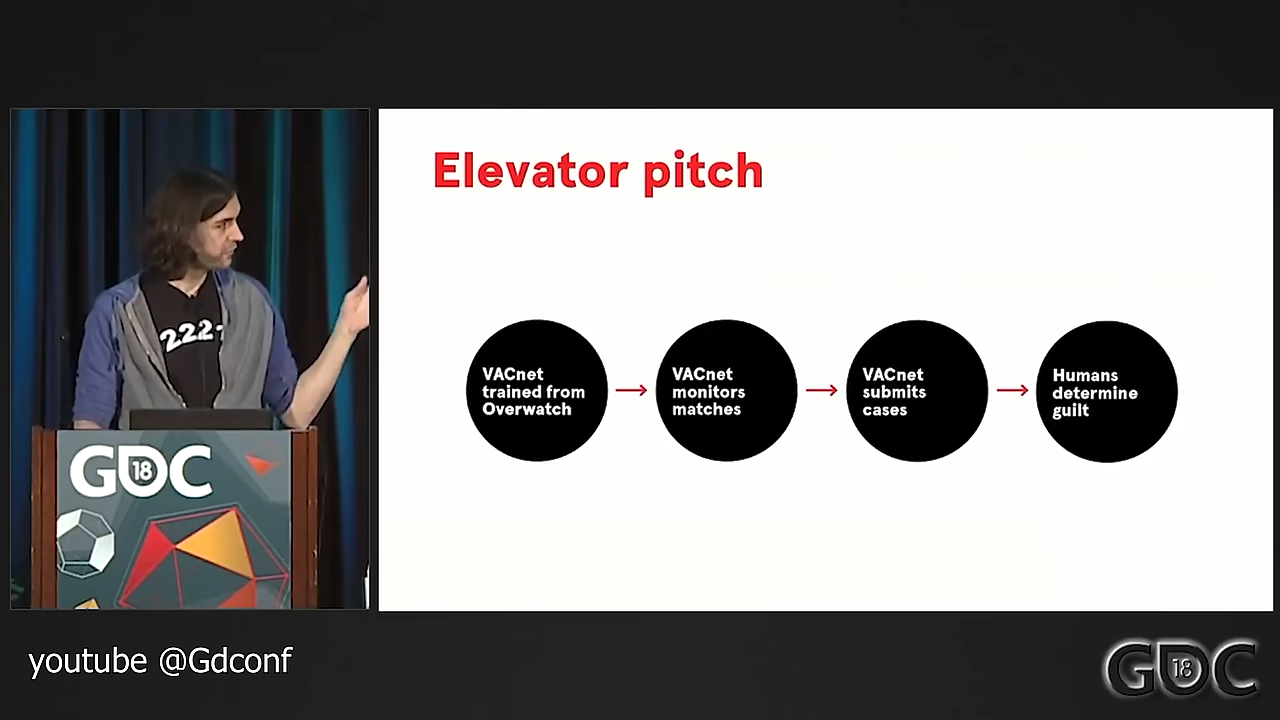 Elevator pitch
VACnet
trained from
Overwatch
VACnet
monitors
matches
VACnet
submits
cases
Humans
determine
guilt
GDC
18
youtube @Gdconf
GDC
18